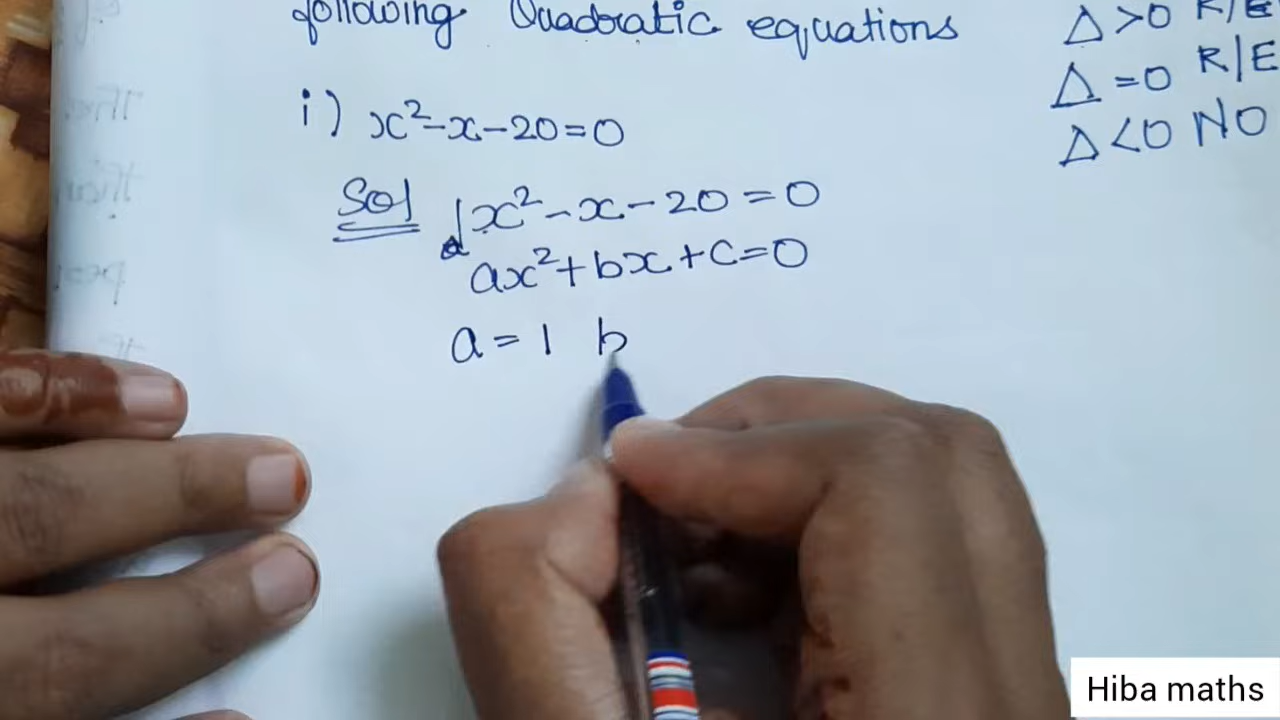 following Quadratic equations
i) x²-x-20=0
Sol 1x²-x-20=0
ax²+bx+c=0
a = 1 b
Δ>0 R/E
Δ=0 R/E
Δ<0 NO
Hiba maths